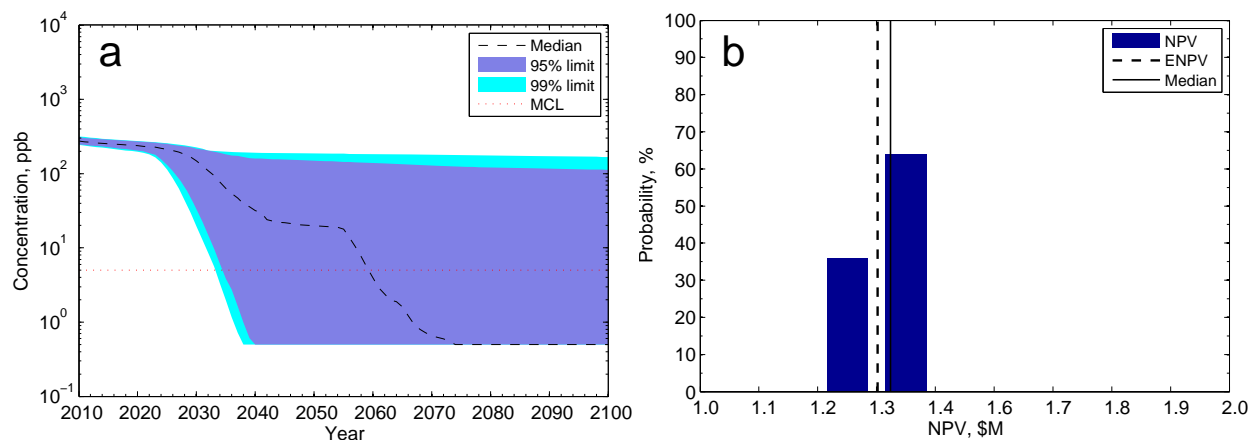 a
Median
95% limit
99% limit
MCL
10^4
10^3
10^2
10^1
10^0
10^−1
Concentration, ppb
2010 2020 2030 2040 2050 2060 2070 2080 2090 2100
Year
b
NPV
ENPV
Median
100
90
80
70
60
50
40
30
20
10
0
Probability, %
1.0 1.1 1.2 1.3 1.4 1.5 1.6 1.7 1.8 1.9 2.0
NPV, $M